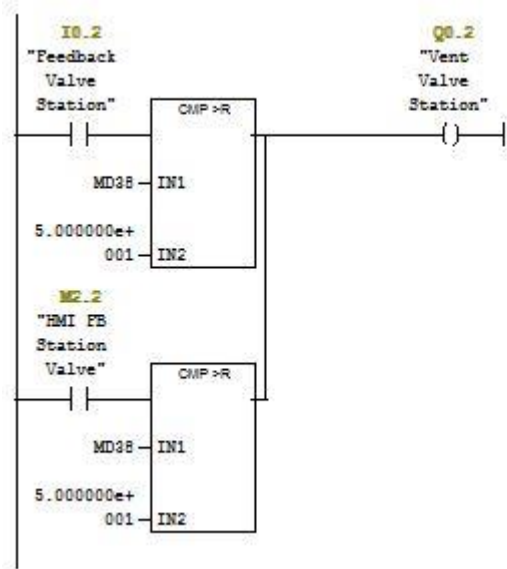 I0.2
"Feedback
Valve
Station"
CMP >R
MD38
IN1
5.000000e+
001
IN2
Q0.2
"Vent
Valve
Station"
M2.2
"HMI FB
Station
Valve"
CMP >R
MD38
IN1
5.000000e+
001
IN2